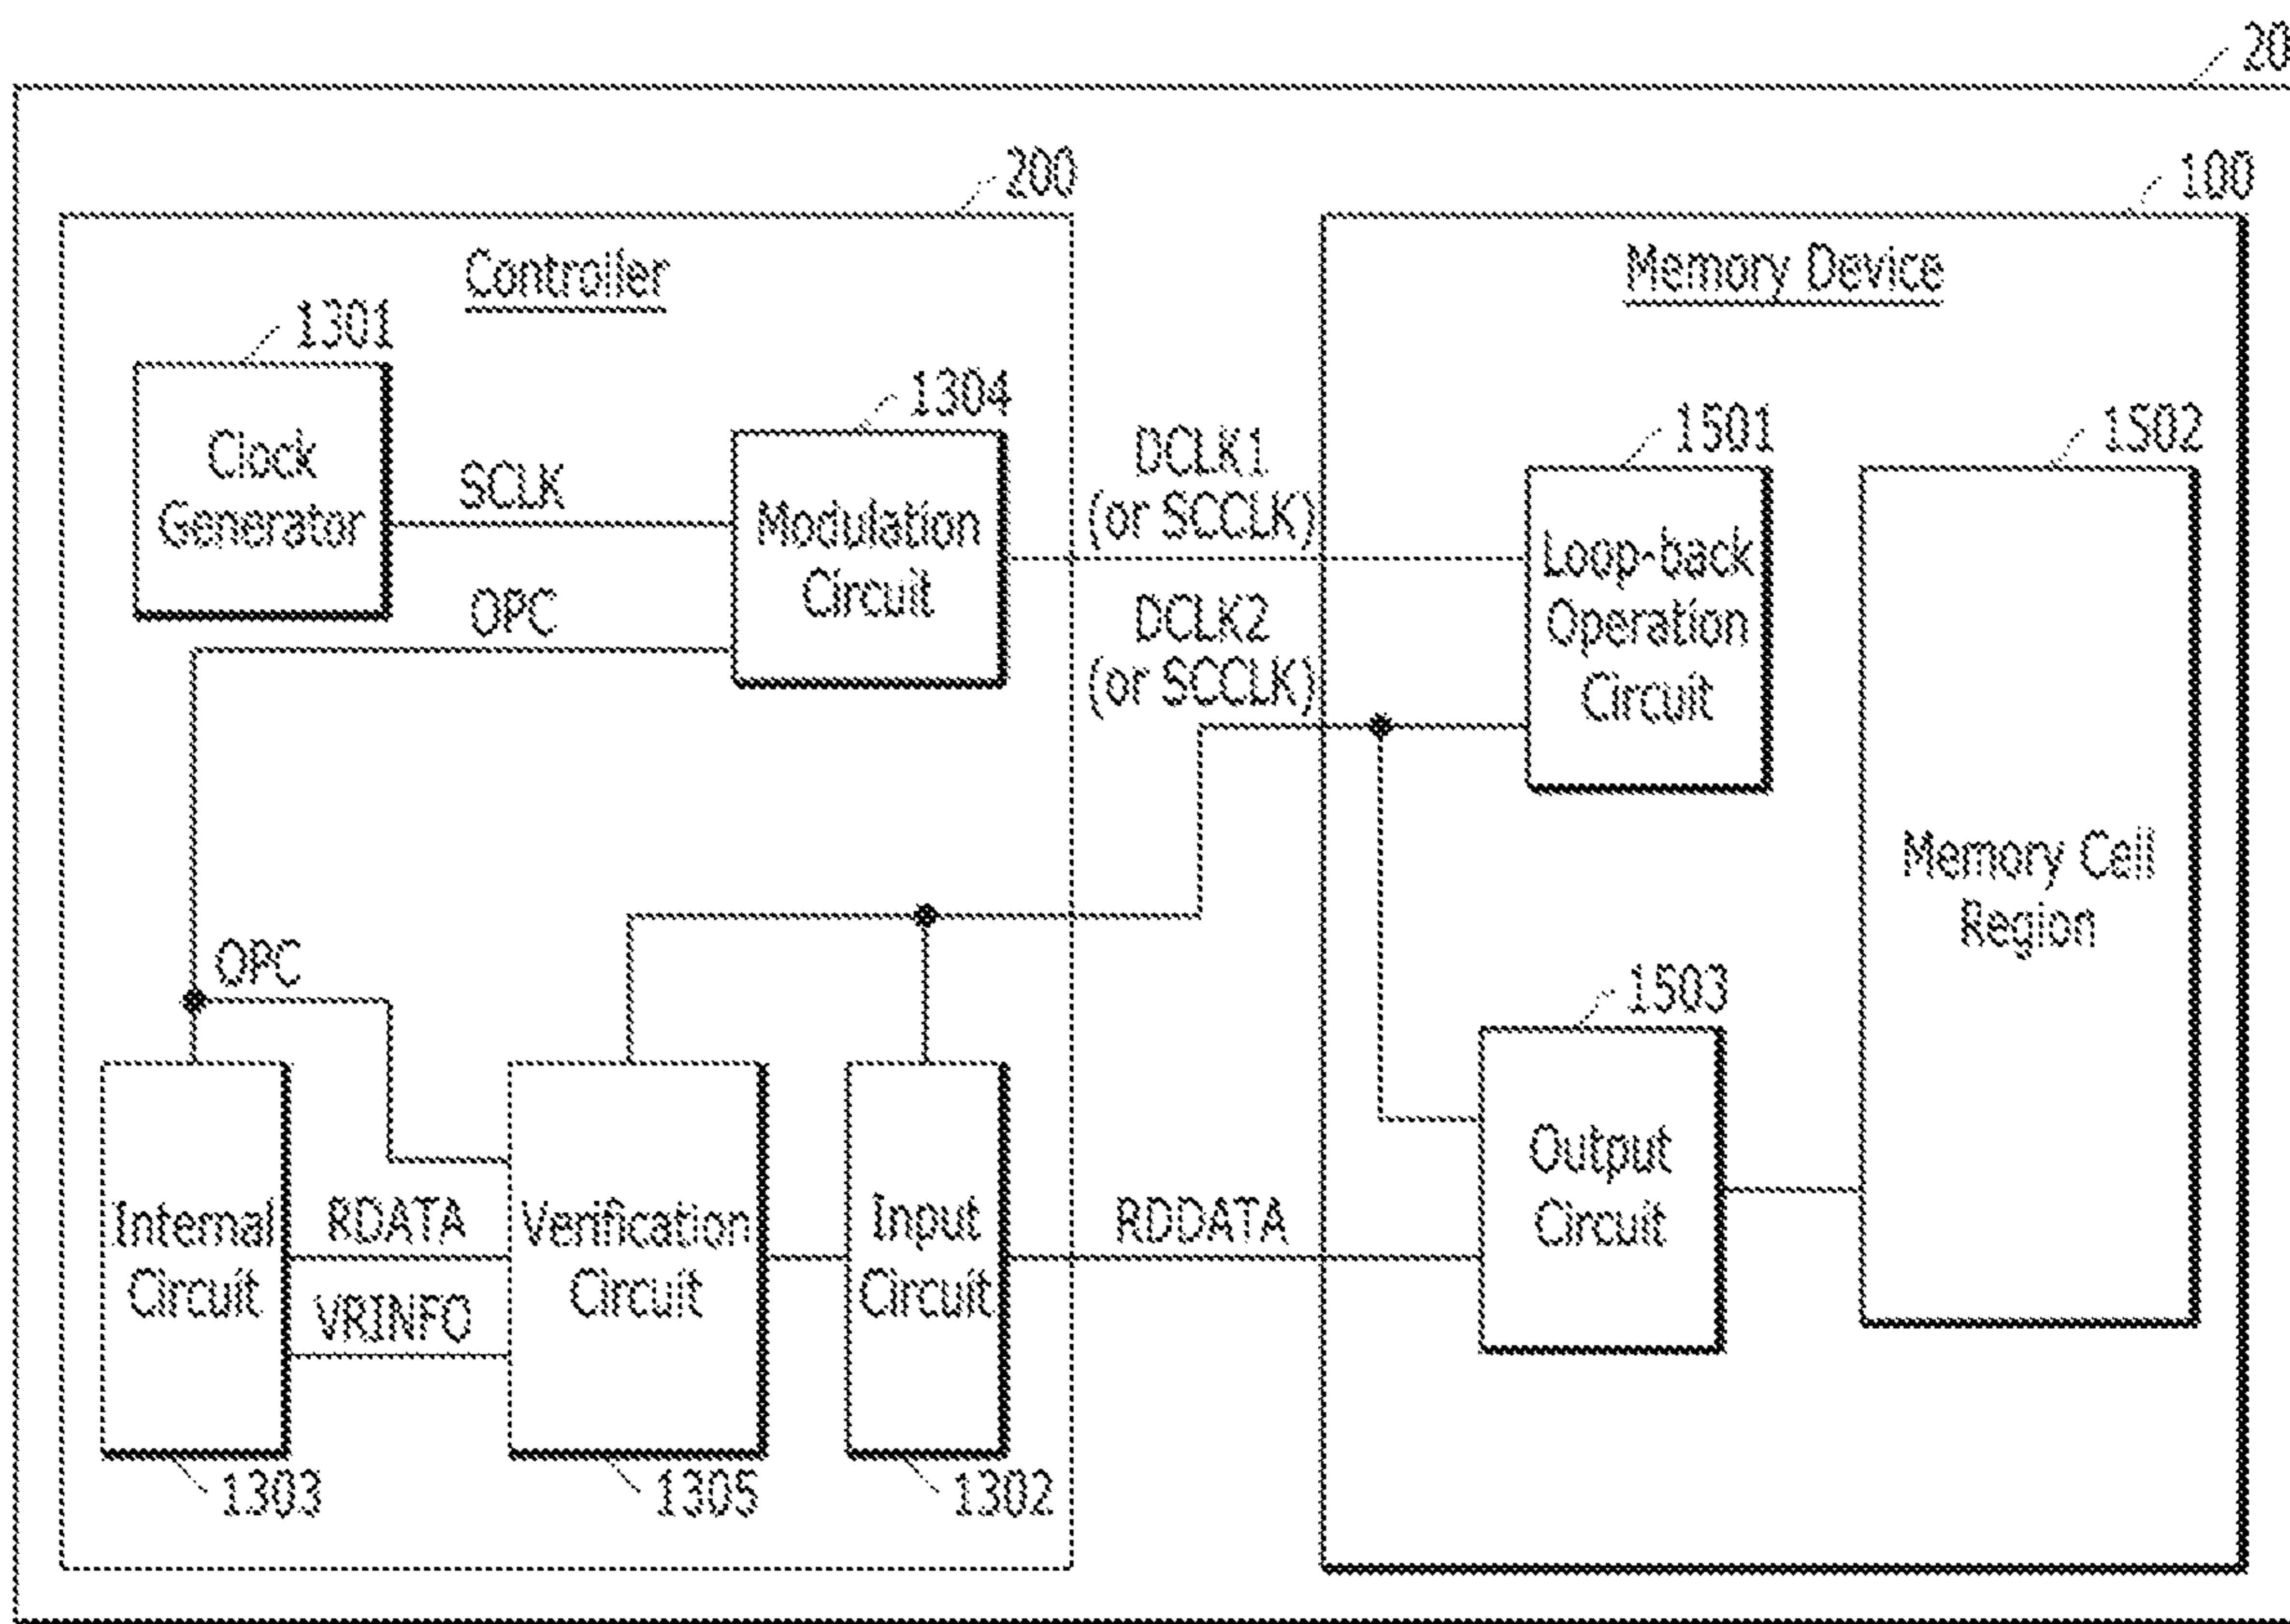 20
200
100
Controller
Memory Device
1301
Clock
Generator
SCLK
OPC
1304
Modulation
Circuit
DCLK1
(or SCCLK)
DCLK2
(or SCCLK)
1501
Loop-back
Operation
Circuit
1502
Memory Cell
Region
OPC
1503
Output
Circuit
Internal
Circuit
RDATA
VRINFO
Verification
Circuit
Input
Circuit
RDDATA
1303
1305
1302